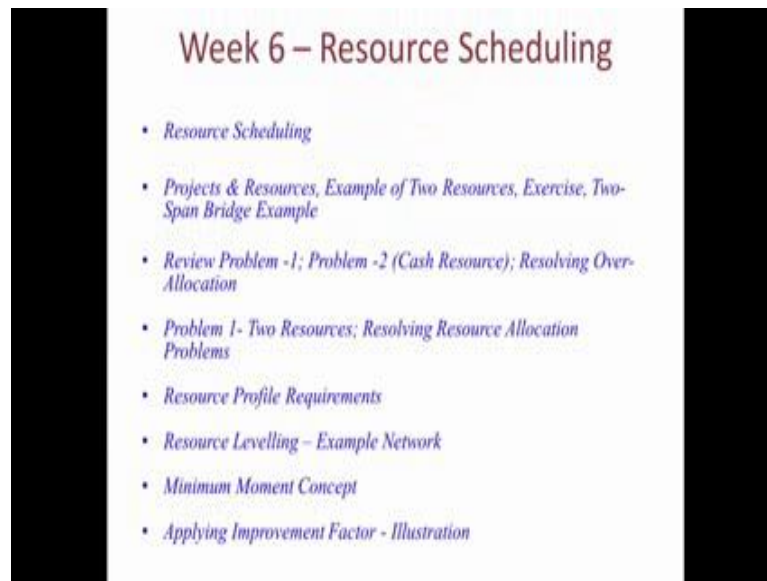 Week 6 – Resource Scheduling
• Resource Scheduling
• Projects & Resources, Example of Two Resources, Exercise, Two-
Span Bridge Example
• Review Problem -1; Problem -2 (Cash Resource); Resolving Over-
Allocation
• Problem 1- Two Resources; Resolving Resource Allocation
Problems
• Resource Profile Requirements
• Resource Levelling – Example Network
• Minimum Moment Concept
• Applying Improvement Factor - Illustration